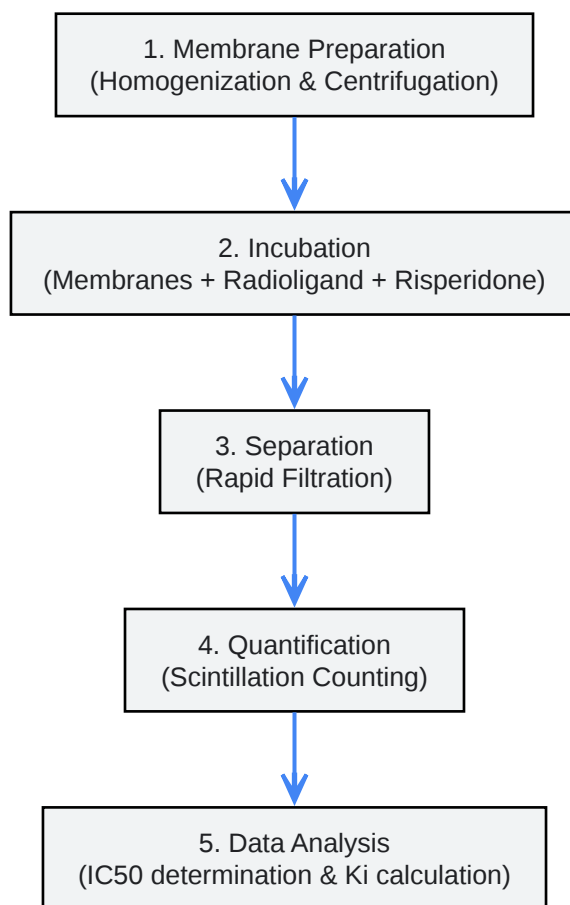 1. Membrane Preparation
(Homogenization & Centrifugation)
2. Incubation
(Membranes + Radioligand + Risperidone)
3. Separation
(Rapid Filtration)
4. Quantification
(Scintillation Counting)
5. Data Analysis
(IC50 determination & Ki calculation)